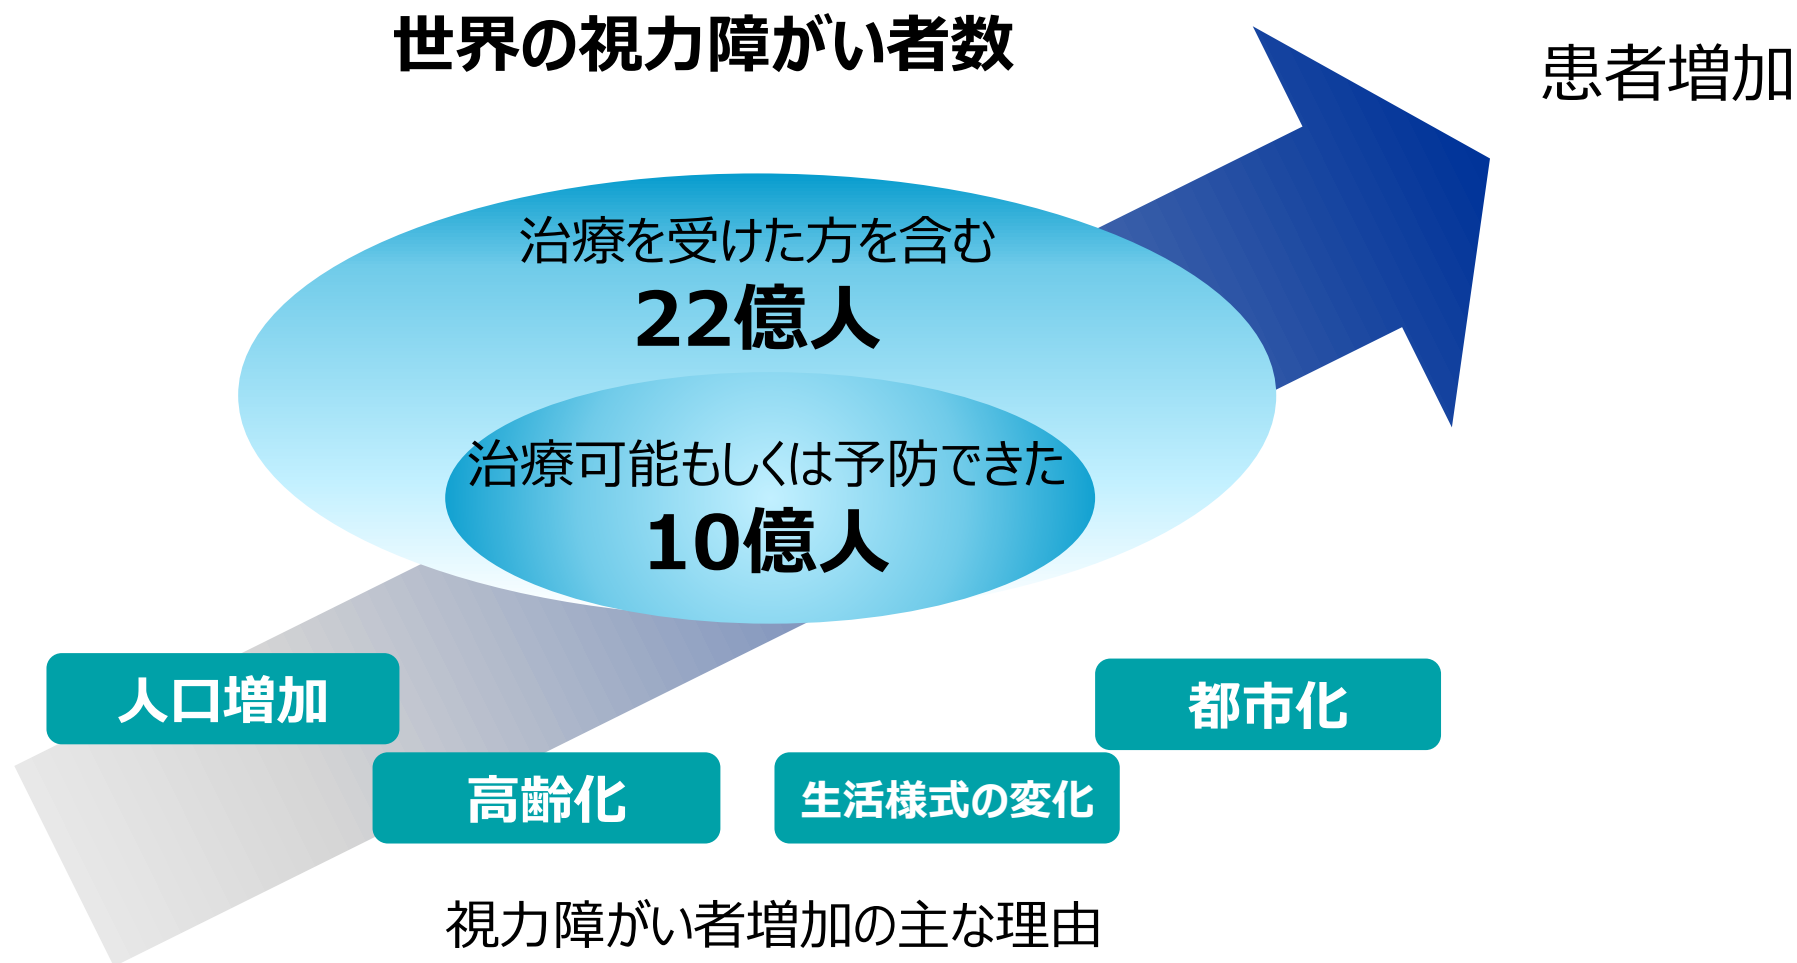 世界の視力障がい者数
患者増加
治療を受けた方を含む
22億人
治療可能もしくは予防できた
10億人
人口増加
都市化
高齢化
生活様式の変化
視力障がい者増加の主な理由